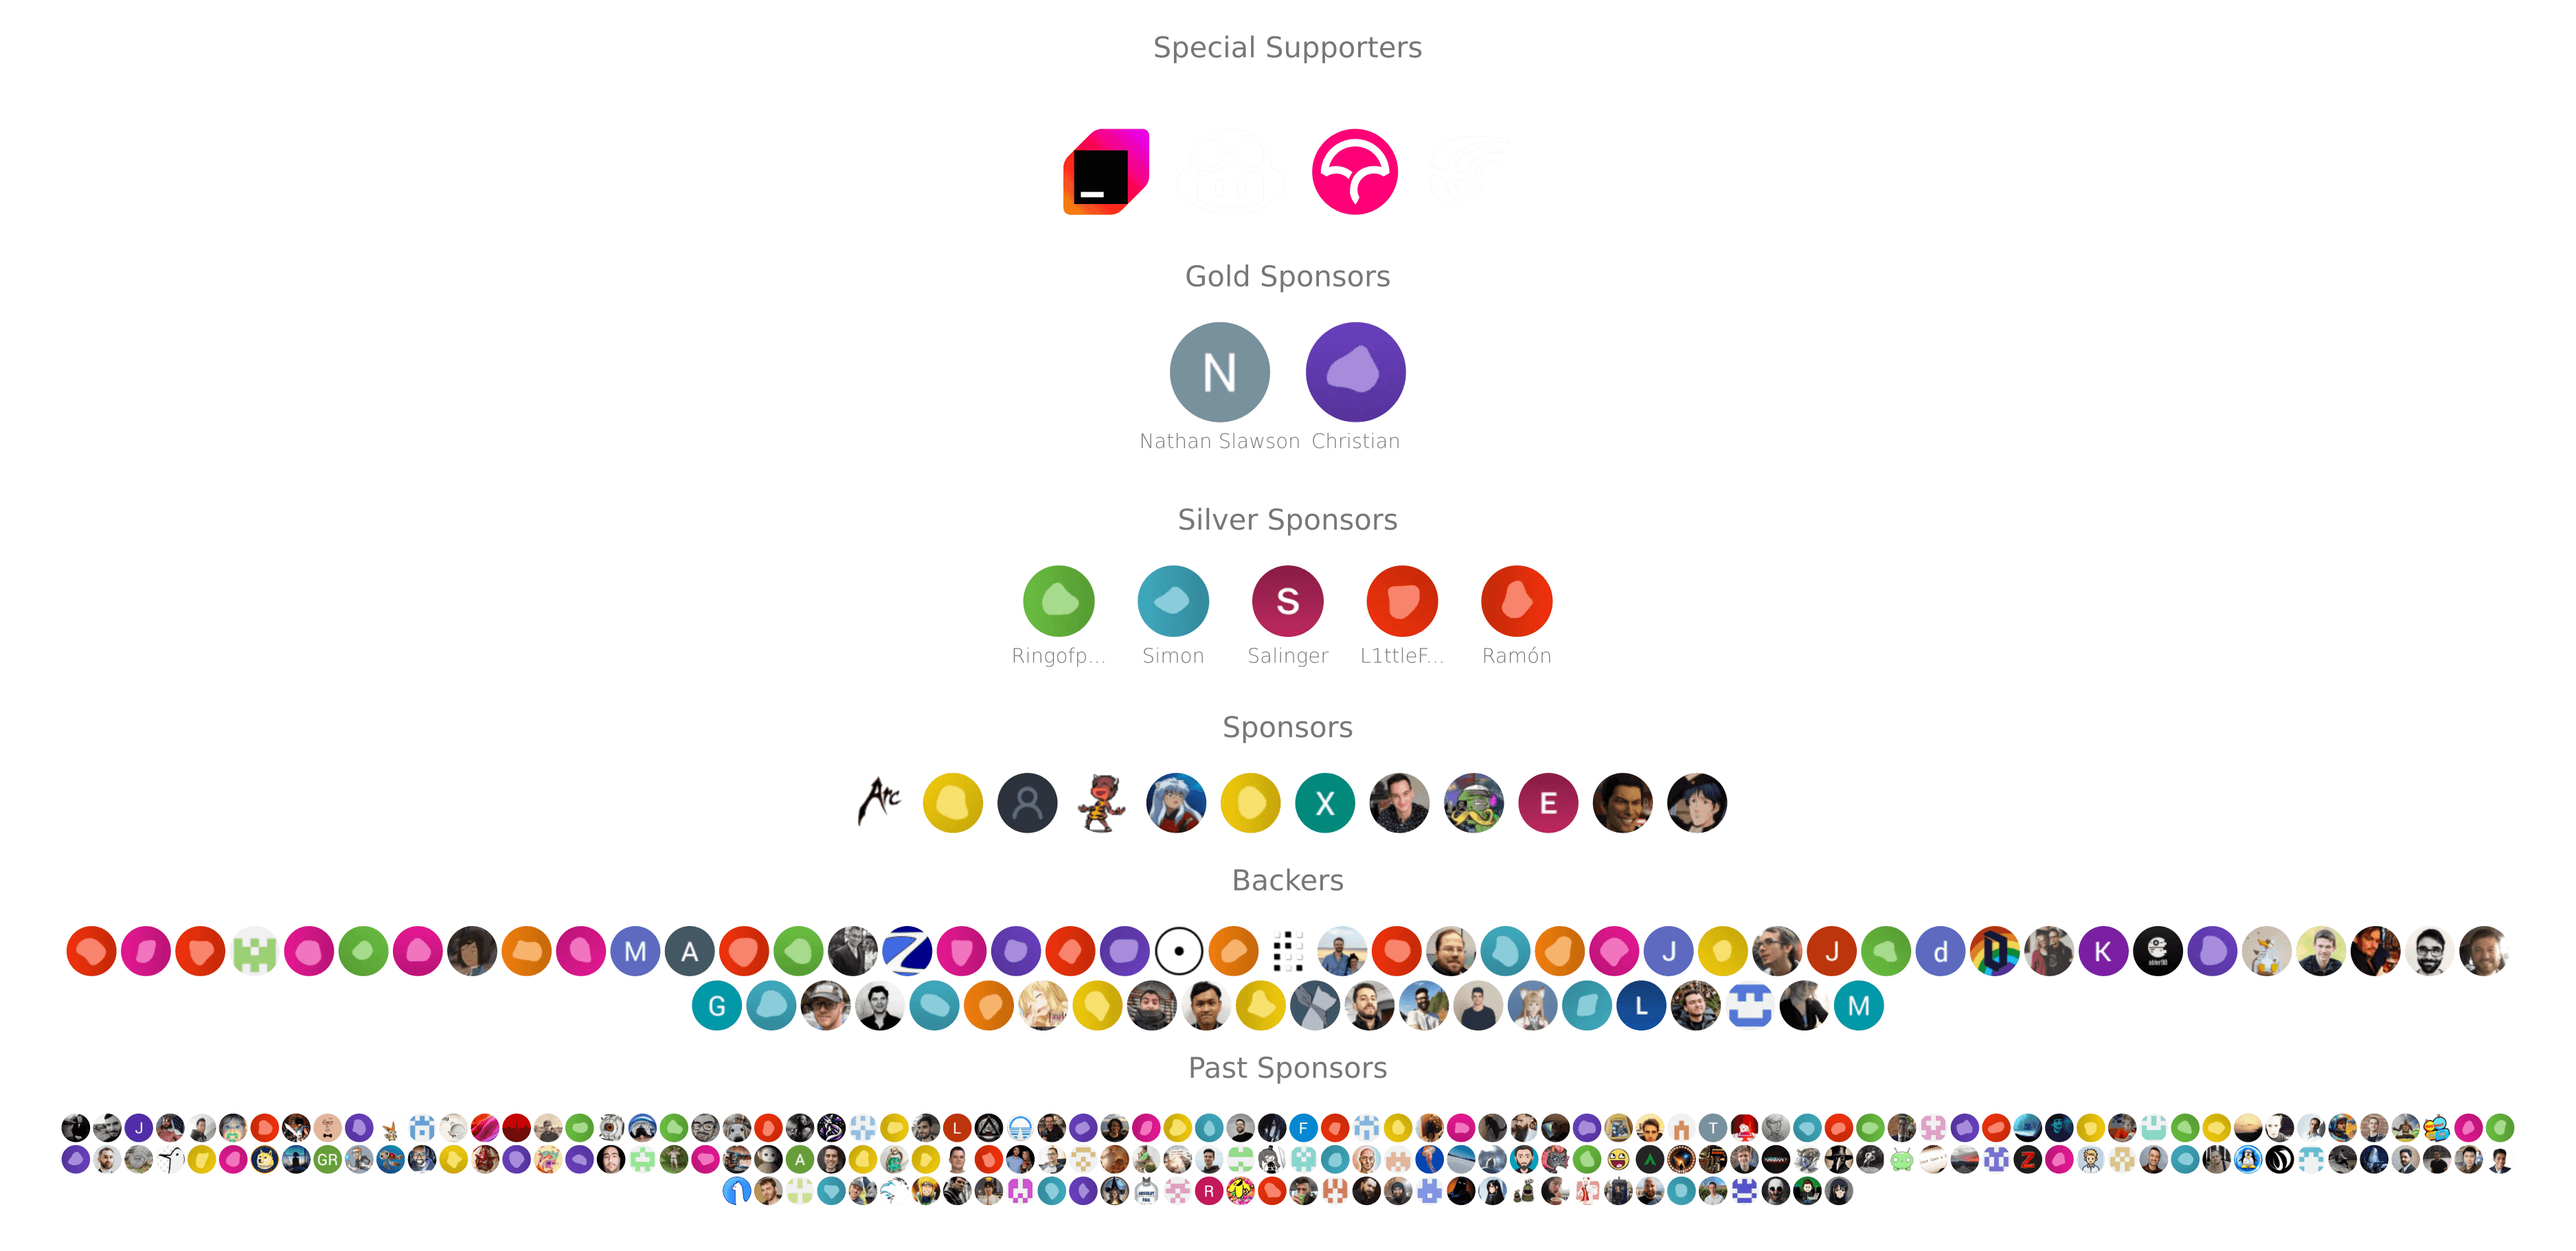 Special Supporters
Gold Sponsors
N
Nathan Slawson Christian
Silver Sponsors
S
Ringofp... Simon Salinger L1ttleF... Ramón
Sponsors
Arc X E
Backers
M A J J d K
G L M
Past Sponsors
J L F T
GR A
R